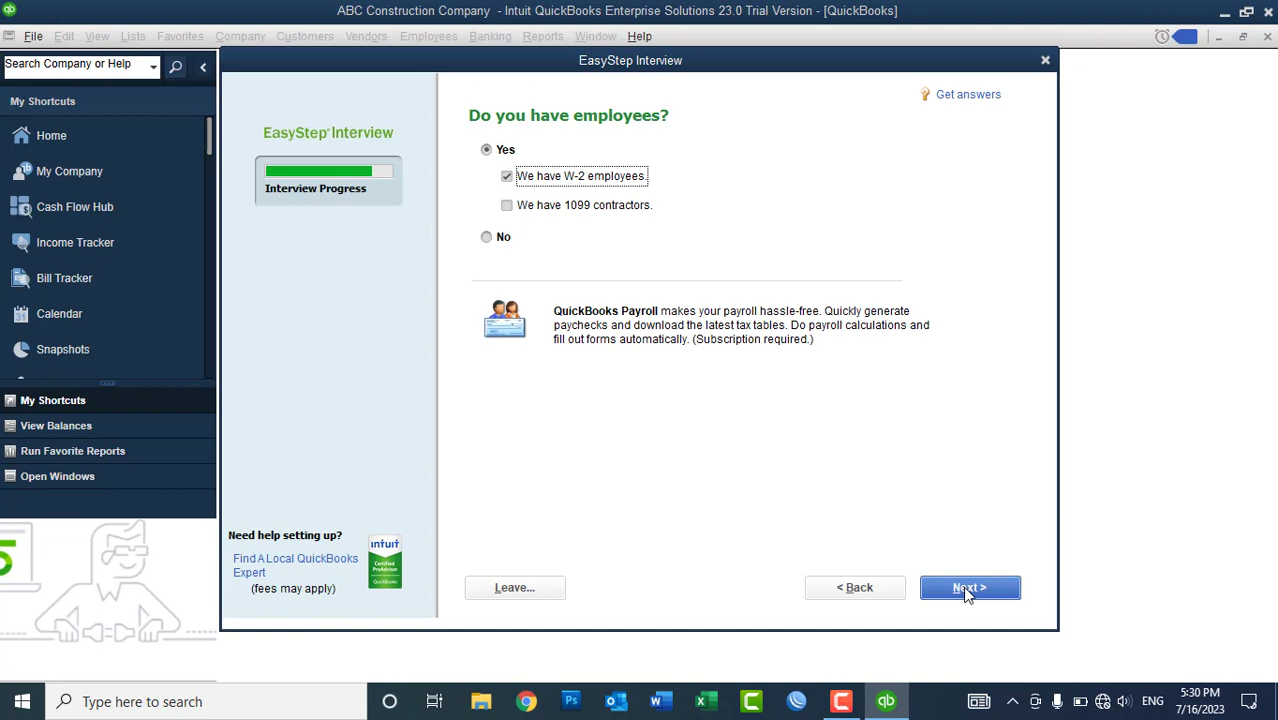 ABC Construction Company - Intuit QuickBooks Enterprise Solutions 23.0 Trial Version - [QuickBooks]
File Edit View Lists Favorites Company Customers Vendors Employees Banking Reports Window Help
Search Company or Help
My Shortcuts
Home
My Company
Cash Flow Hub
Income Tracker
Bill Tracker
Calendar
Snapshots
My Shortcuts
View Balances
Run Favorite Reports
Open Windows
EasyStep Interview
EasyStep Interview
Interview Progress
Need help setting up?
Find A Local QuickBooks
Expert
(fees may apply)
intuit
Certified
ProAdvisor
QuickBooks
Get answers
Do you have employees?
Yes
We have W-2 employees.
We have 1099 contractors.
No
QuickBooks Payroll makes your payroll hassle-free. Quickly generate
paychecks and download the latest tax tables. Do payroll calculations and
fill out forms automatically. (Subscription required.)
Leave...
< Back
Next >
Type here to search
ENG
5:30 PM
7/16/2023